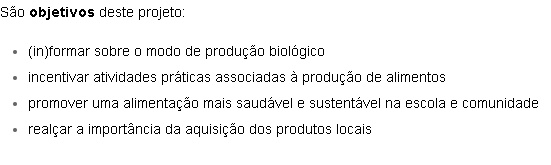 São objetivos deste projeto:
• (in)formar sobre o modo de produção biológico
• incentivar atividades práticas associadas à produção de alimentos
• promover uma alimentação mais saudável e sustentável na escola e comunidade
• realçar a importância da aquisição dos produtos locais